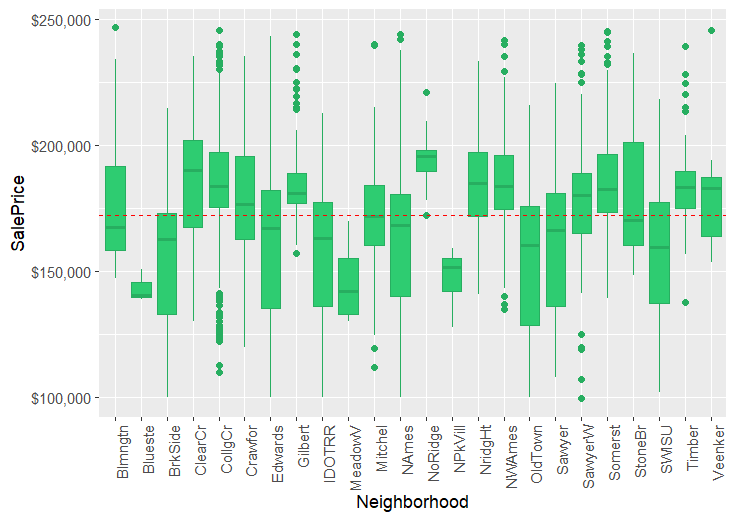 SalePrice
$250,000
$200,000
$150,000
$100,000
Blmngtn
Blueste
BrkSide
ClearCr
CollgCr
Crawfor
Edwards
Gilbert
IDOTRR
MeadowV
Mitchel
NAmes
NoRidge
NPkVill
NridgHt
NWAmes
OldTown
Sawyer
SawyerW
Somerst
StoneBr
SWISU
Timber
Veenker
Neighborhood